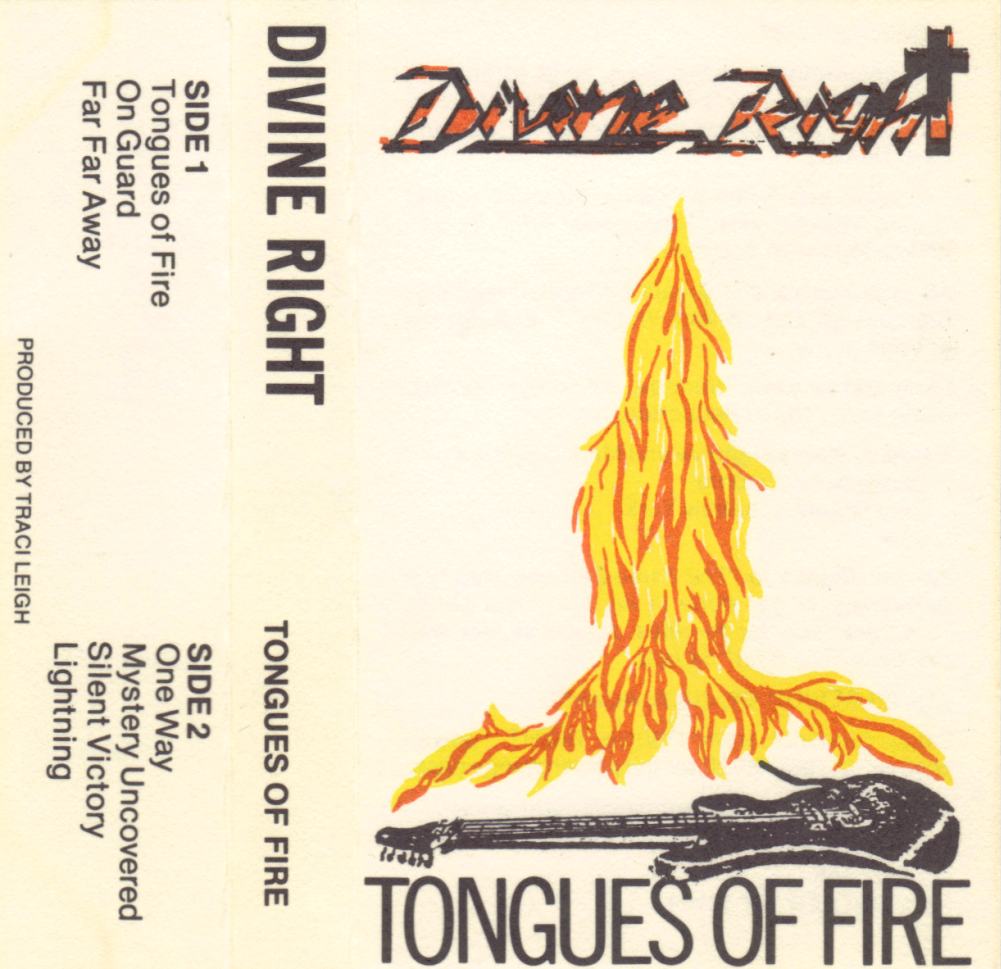 Divine Right
TONGUES OF FIRE
DIVINE RIGHT
TONGUES OF FIRE
SIDE 1
Tongues of Fire
On Guard
Far Far Away
SIDE 2
One Way
Mystery Uncovered
Silent Victory
Lightning
PRODUCED BY TRACI LEIGH